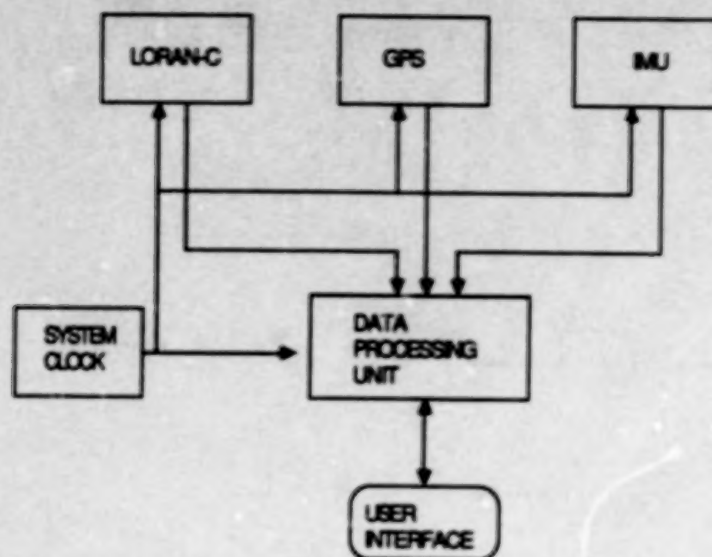 LORAN-C
GPS
IMU
SYSTEM
CLOCK
DATA
PROCESSING
UNIT
USER
INTERFACE